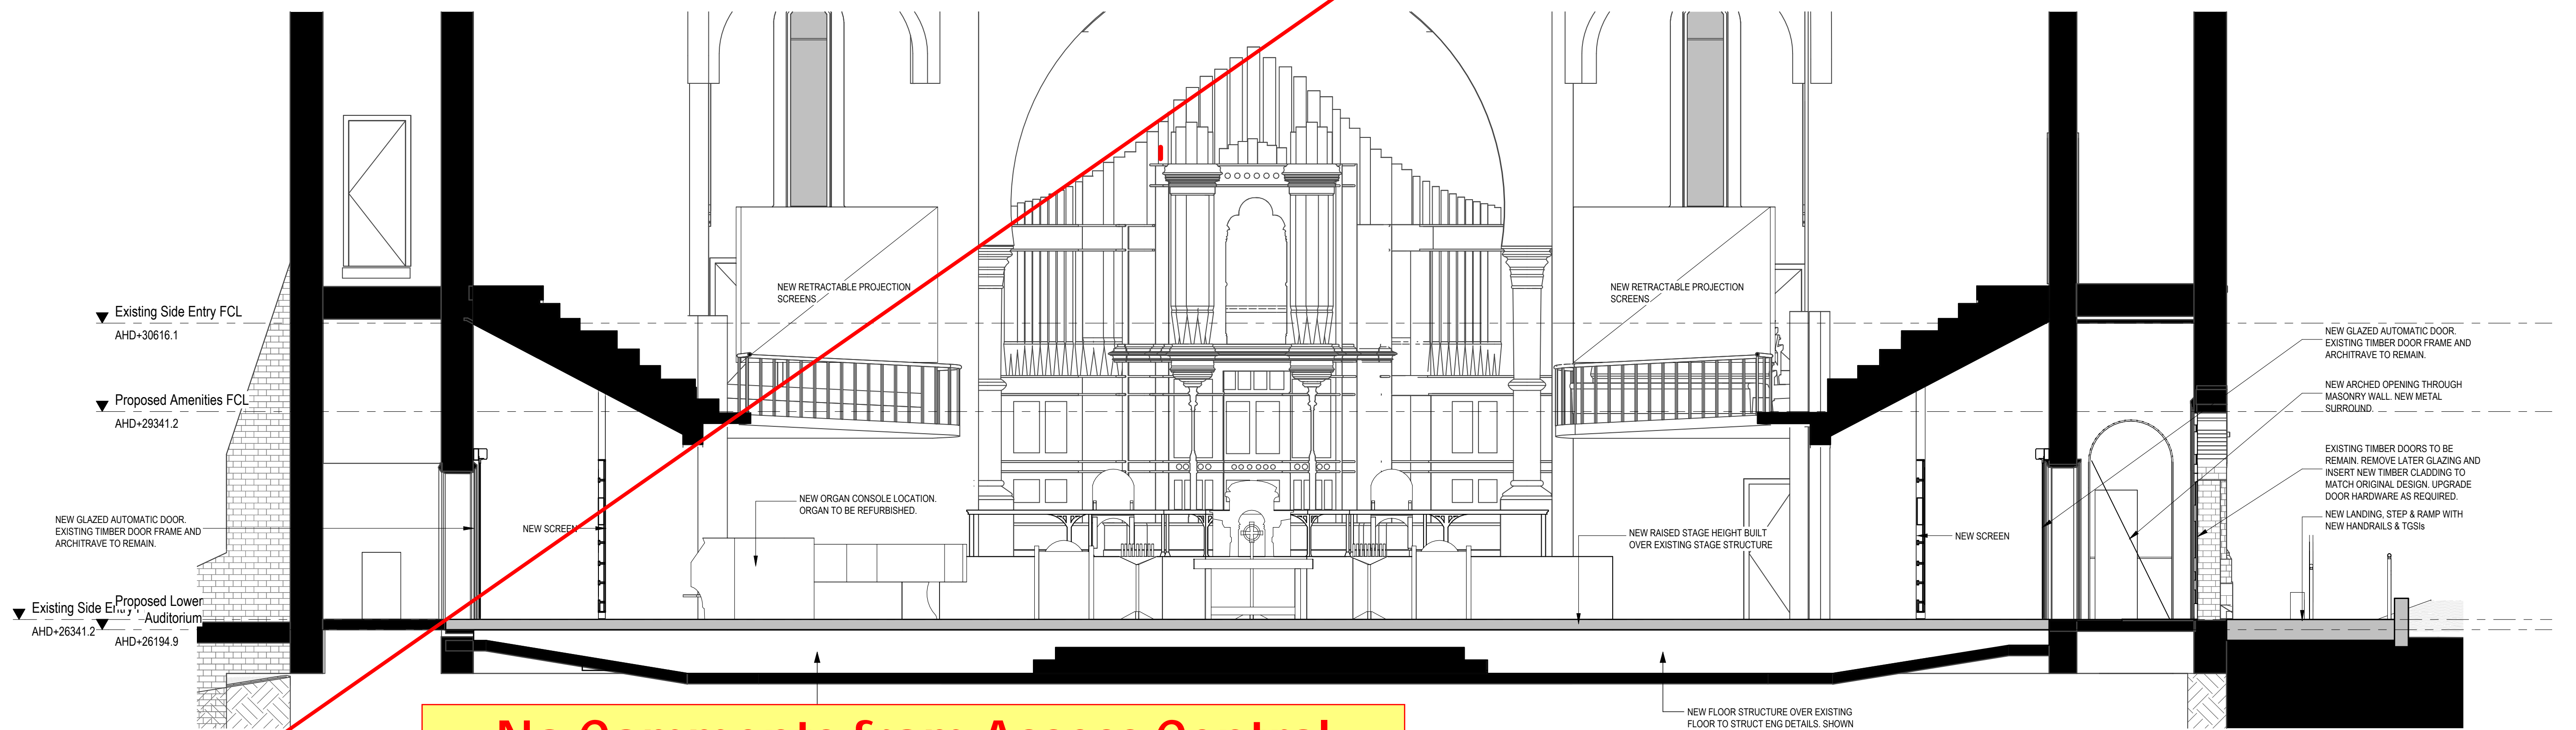 NEW RETRACTABLE PROJECTION
SCREENS
NEW RETRACTABLE PROJECTION
SCREENS
Existing Side Entry FCL
AHD+30616.1
NEW GLAZED AUTOMATIC DOOR.
EXISTING TIMBER DOOR FRAME AND
ARCHITRAVE TO REMAIN.
Proposed Amenities FCL
AHD+29341.2
NEW ARCHED OPENING THROUGH
MASONRY WALL. NEW METAL
SURROUND.
EXISTING TIMBER DOORS TO BE
REMAIN. REMOVE LATER GLAZING AND
INSERT NEW TIMBER CLADDING TO
MATCH ORIGINAL DESIGN. UPGRADE
DOOR HARDWARE AS REQUIRED.
NEW GLAZED AUTOMATIC DOOR.
EXISTING TIMBER DOOR FRAME AND
ARCHITRAVE TO REMAIN.
NEW SCREEN
NEW ORGAN CONSOLE LOCATION.
ORGAN TO BE REFURBISHED.
NEW RAISED STAGE HEIGHT BUILT
OVER EXISTING STAGE STRUCTURE
NEW SCREEN
NEW LANDING, STEP & RAMP WITH
NEW HANDRAILS & TGSIs
Existing Side
AHD+26341.2
Proposed Lower
Auditorium
AHD+26194.9
NEW FLOOR STRUCTURE OVER EXISTING
FLOOR TO STRUCT ENG DETAILS. SHOWN
No Comments from Access Central